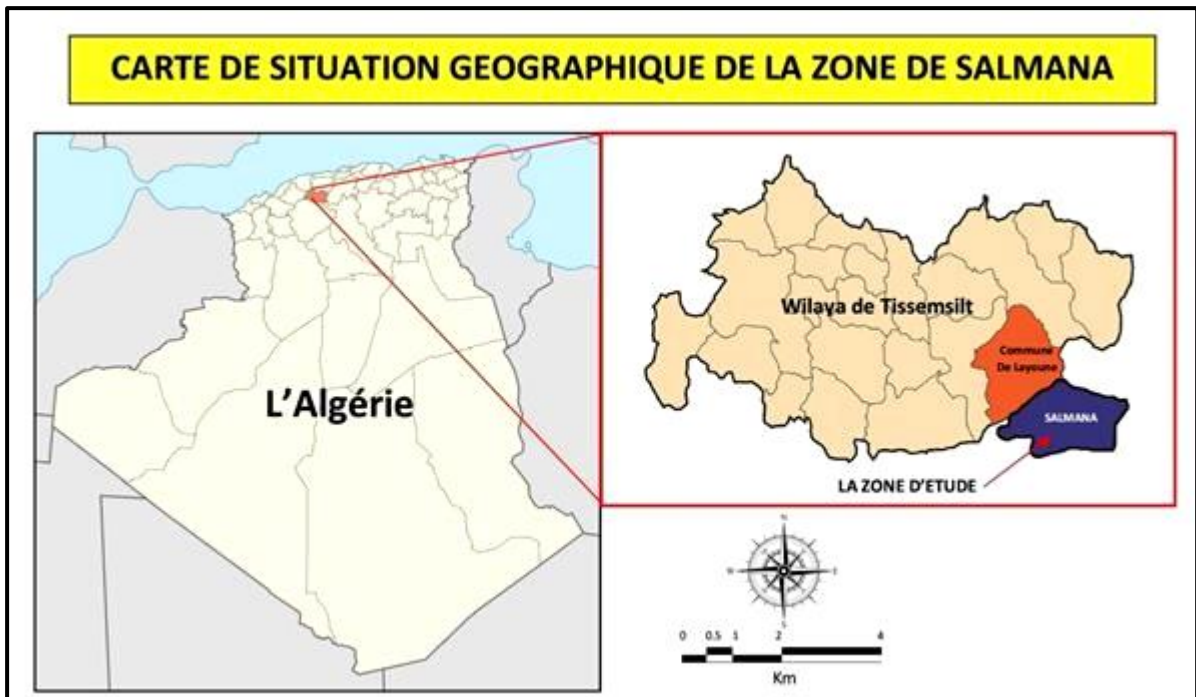 CARTE DE SITUATION GEOGRAPHIQUE DE LA ZONE DE SALMANA
L'Algérie
Wilaya de Tissemsilt
Commune
De Layoune
SALMANA
LA ZONE D'ETUDE
N
W E
S
0 0.5 1 2 4
Km